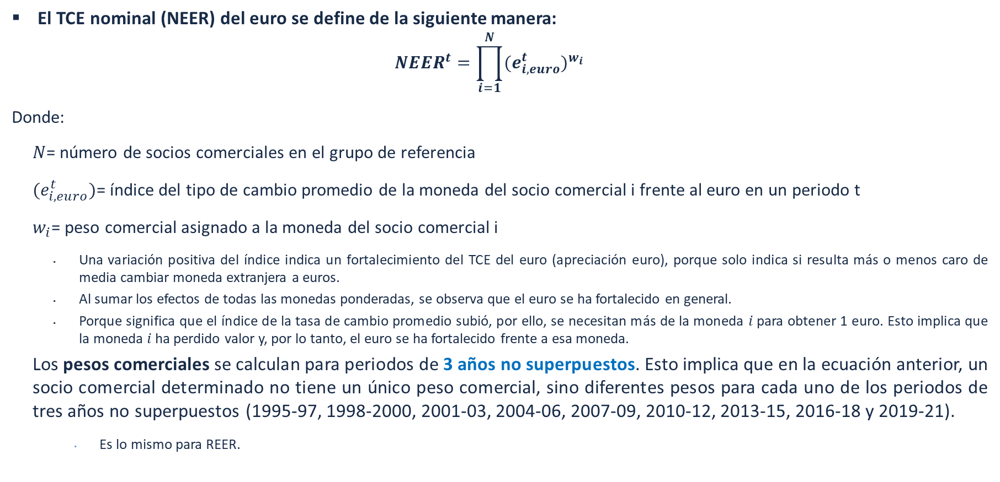 ▪ El TCE nominal (NEER) del euro se define de la siguiente manera:
$NEER^t = \prod_{i=1}^{N} (e^t_{i,euro})^{w_i}$
Donde:
N= número de socios comerciales en el grupo de referencia
$(e^t_{i,euro})$= índice del tipo de cambio promedio de la moneda del socio comercial i frente al euro en un periodo t
$w_i$= peso comercial asignado a la moneda del socio comercial i
· Una variación positiva del índice indica un fortalecimiento del TCE del euro (apreciación euro), porque solo indica si resulta más o menos caro de
media cambiar moneda extranjera a euros.
· Al sumar los efectos de todas las monedas ponderadas, se observa que el euro se ha fortalecido en general.
· Porque significa que el índice de la tasa de cambio promedio subió, por ello, se necesitan más de la moneda i para obtener 1 euro. Esto implica que
la moneda i ha perdido valor y, por lo tanto, el euro se ha fortalecido frente a esa moneda.
Los pesos comerciales se calculan para periodos de 3 años no superpuestos. Esto implica que en la ecuación anterior, un
socio comercial determinado no tiene un único peso comercial, sino diferentes pesos para cada uno de los periodos de
tres años no superpuestos (1995-97, 1998-2000, 2001-03, 2004-06, 2007-09, 2010-12, 2013-15, 2016-18 y 2019-21).
· Es lo mismo para REER.